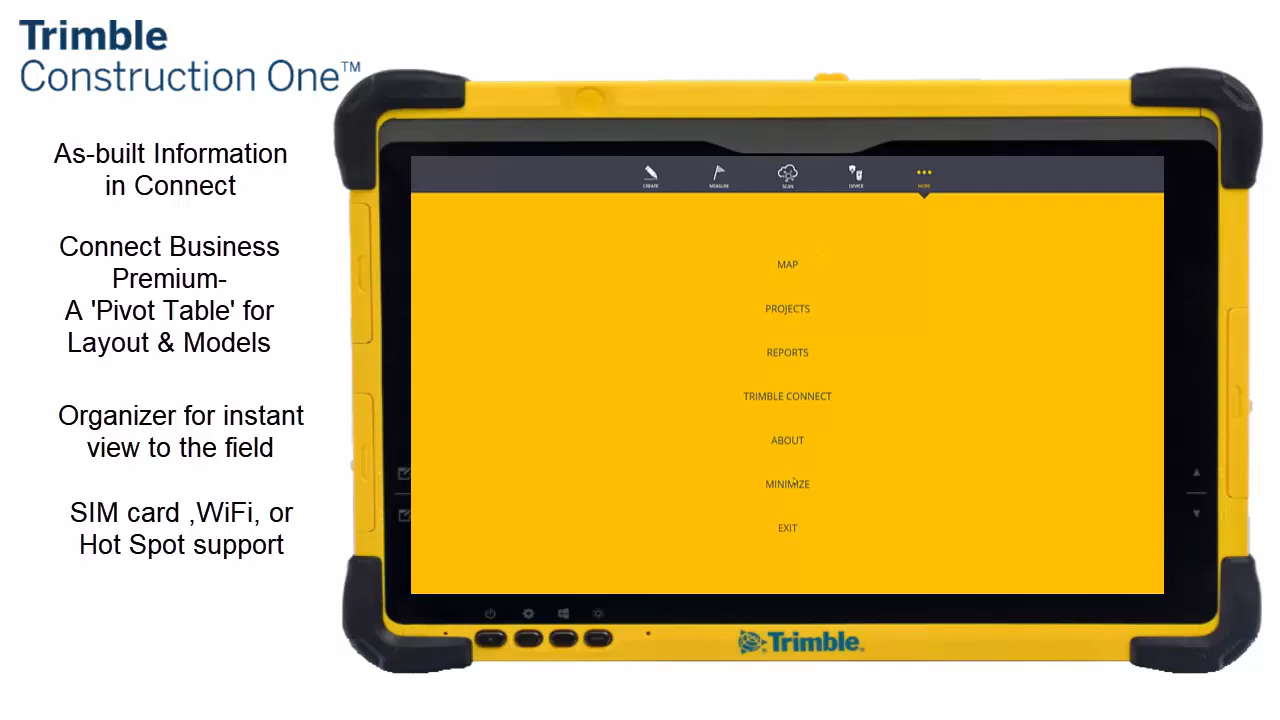 Trimble
Construction One™
As-built Information
in Connect
Connect Business
Premium-
A 'Pivot Table' for
Layout & Models
Organizer for instant
view to the field
SIM card ,WiFi, or
Hot Spot support
CREATE
MEASURE
SCAN
DEVICE
MORE
MAP
PROJECTS
REPORTS
TRIMBLE CONNECT
ABOUT
MINIMIZE
EXIT
Trimble